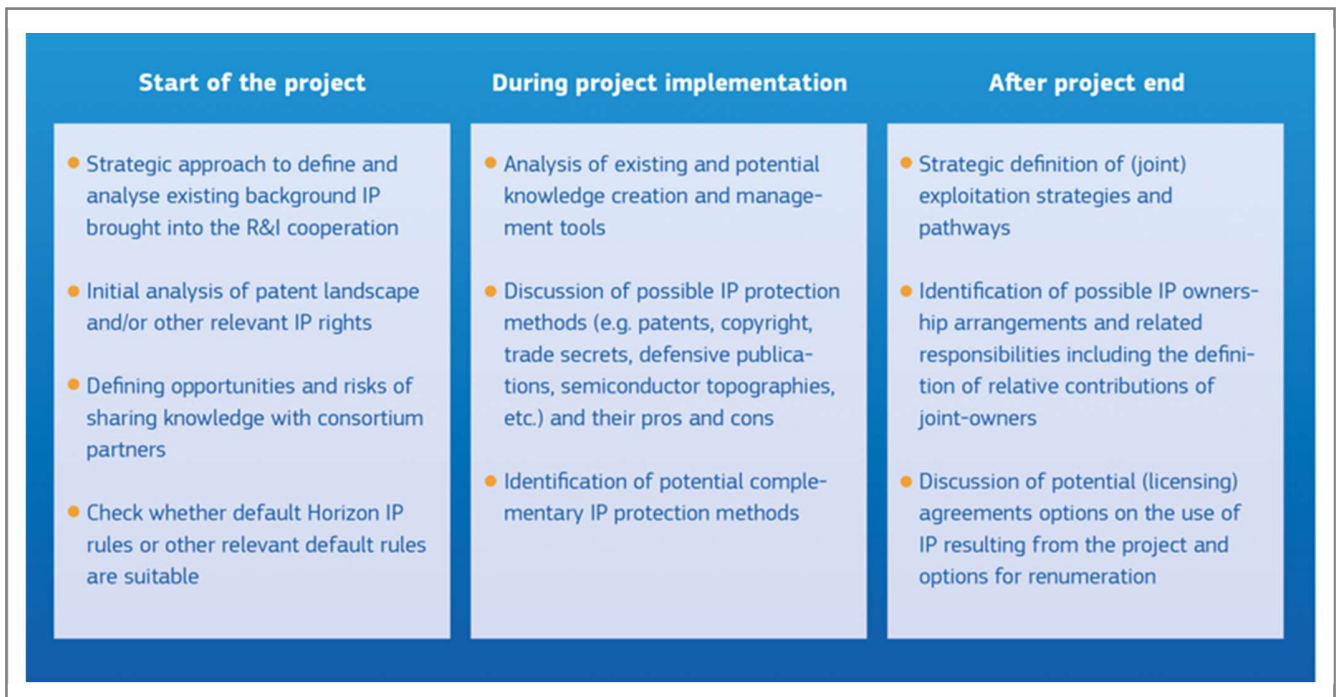 Start of the project
Strategic approach to define and
analyse existing background IP
brought into the R&I cooperation
Initial analysis of patent landscape
and/or other relevant IP rights
Defining opportunities and risks of
sharing knowledge with consortium
partners
Check whether default Horizon IP
rules or other relevant default rules
are suitable
During project implementation
Analysis of existing and potential
knowledge creation and manage-
ment tools
Discussion of possible IP protection
methods (e.g. patents, copyright,
trade secrets, defensive publica-
tions, semiconductor topographies,
etc.) and their pros and cons
Identification of potential comple-
mentary IP protection methods
After project end
Strategic definition of (joint)
exploitation strategies and
pathways
Identification of possible IP owners-
hip arrangements and related
responsibilities including the defini-
tion of relative contributions of
joint-owners
Discussion of potential (licensing)
agreements options on the use of
IP resulting from the project and
options for renumeration